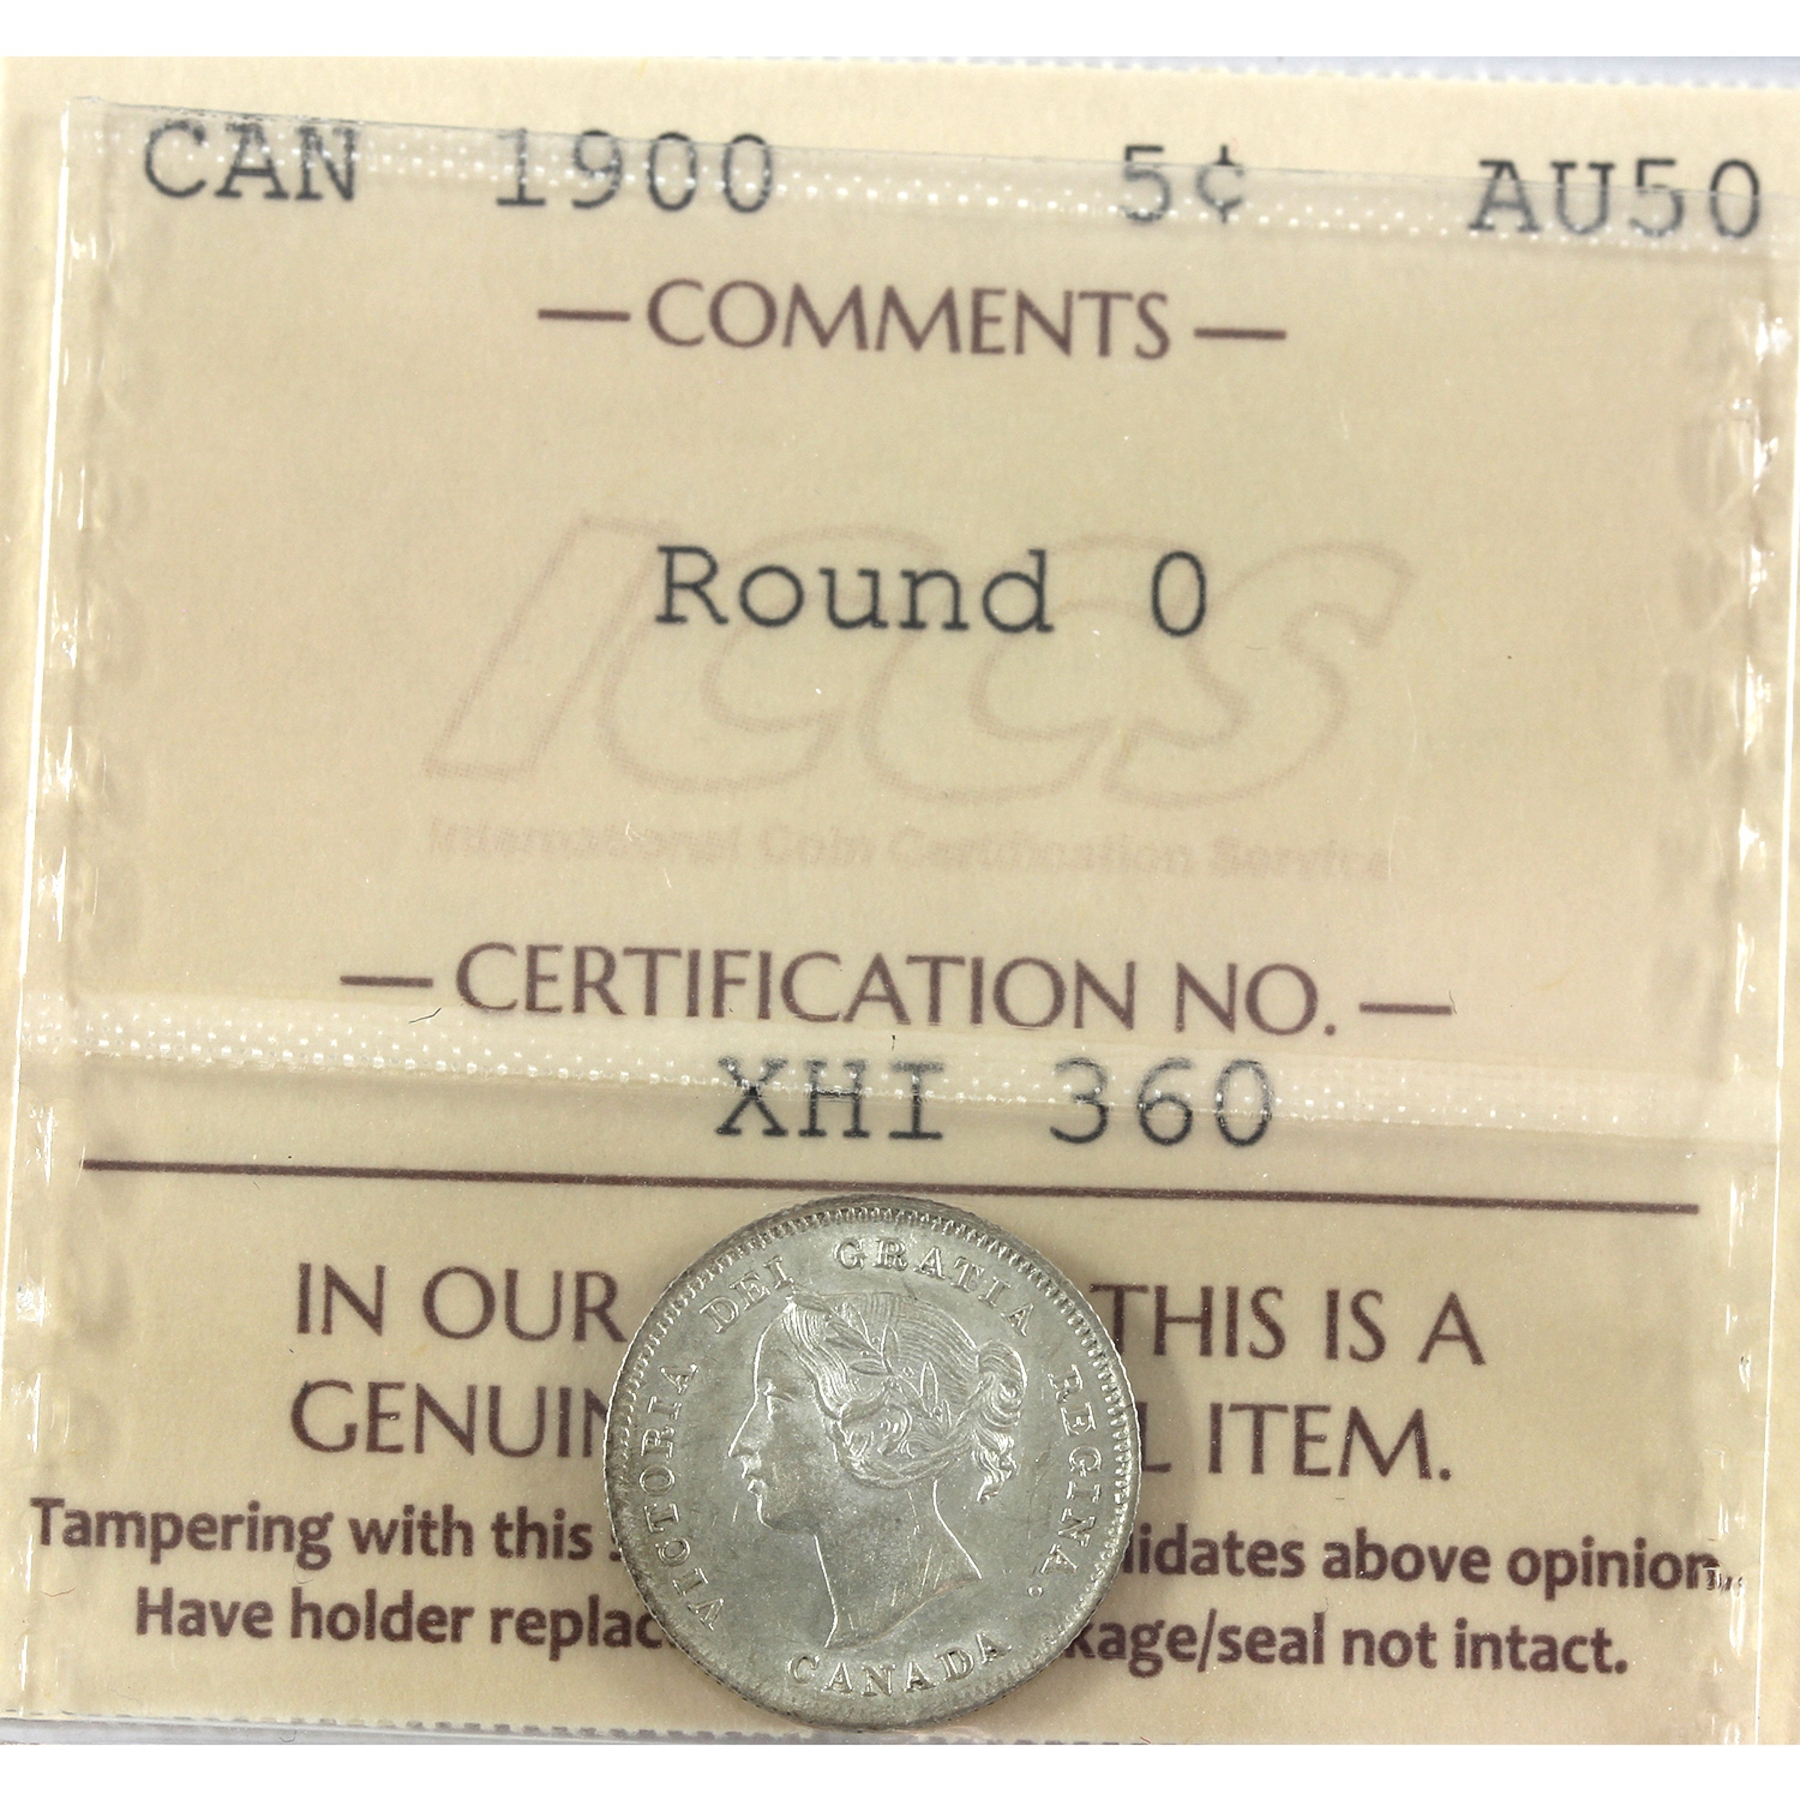 CAN 1900 5¢ AU50
— COMMENTS —
Round 0
ICCS
International Coin Certification Service
— CERTIFICATION NO. —
XHI 360
IN OUR THIS IS A
GENUIN L ITEM.
Tampering with this idates above opinion.
Have holder replac kage/seal not intact.
VICTORIA DEI GRATIA REGINA.
CANADA